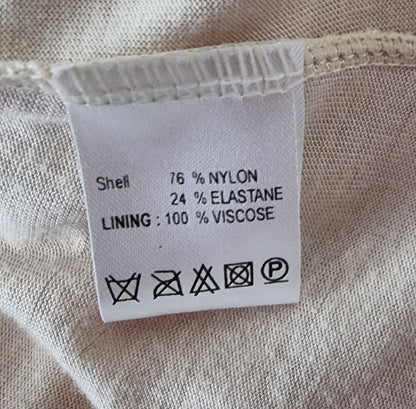 Shell 76 % NYLON
24 % ELASTANE
LINING : 100 % VISCOSE
P